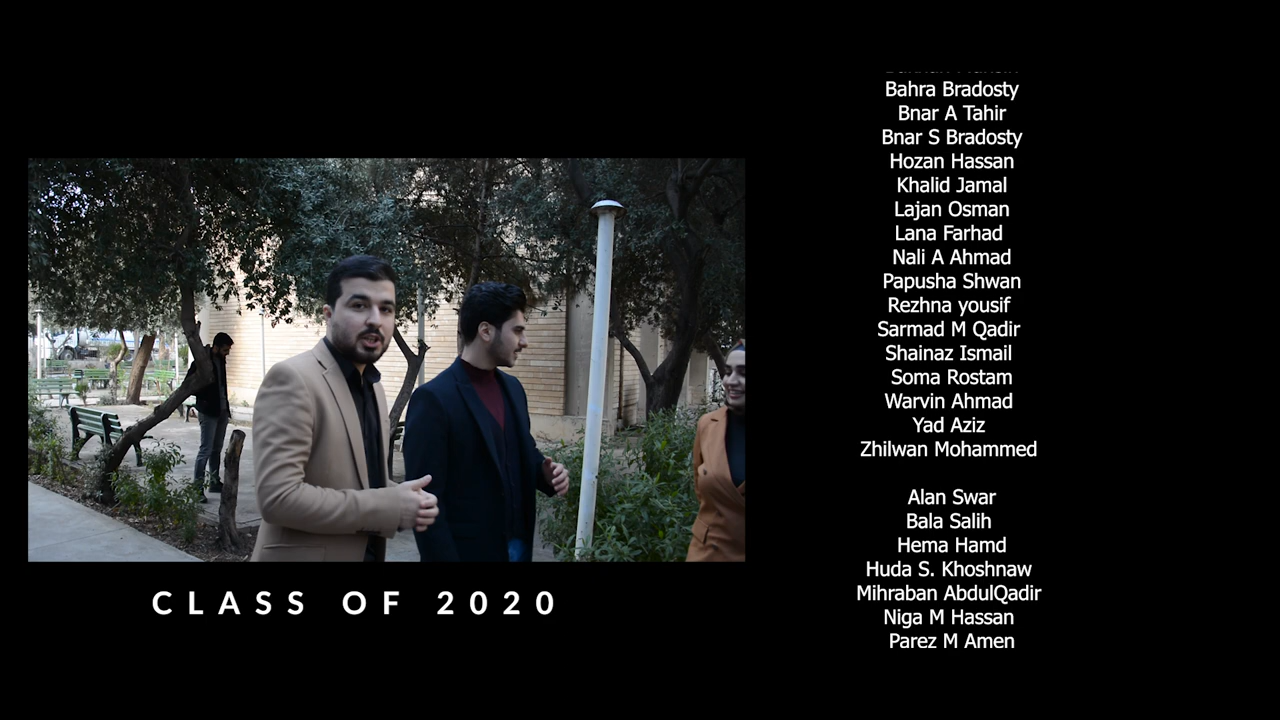 CLASS OF 2020
Bahra Bradosty
Bnar A Tahir
Bnar S Bradosty
Hozan Hassan
Khalid Jamal
Lajan Osman
Lana Farhad
Nali A Ahmad
Papusha Shwan
Rezhna yousif
Sarmad M Qadir
Shainaz Ismail
Soma Rostam
Warvin Ahmad
Yad Aziz
Zhilwan Mohammed
Alan Swar
Bala Salih
Hema Hamd
Huda S. Khoshnaw
Mihraban AbdulQadir
Niga M Hassan
Parez M Amen